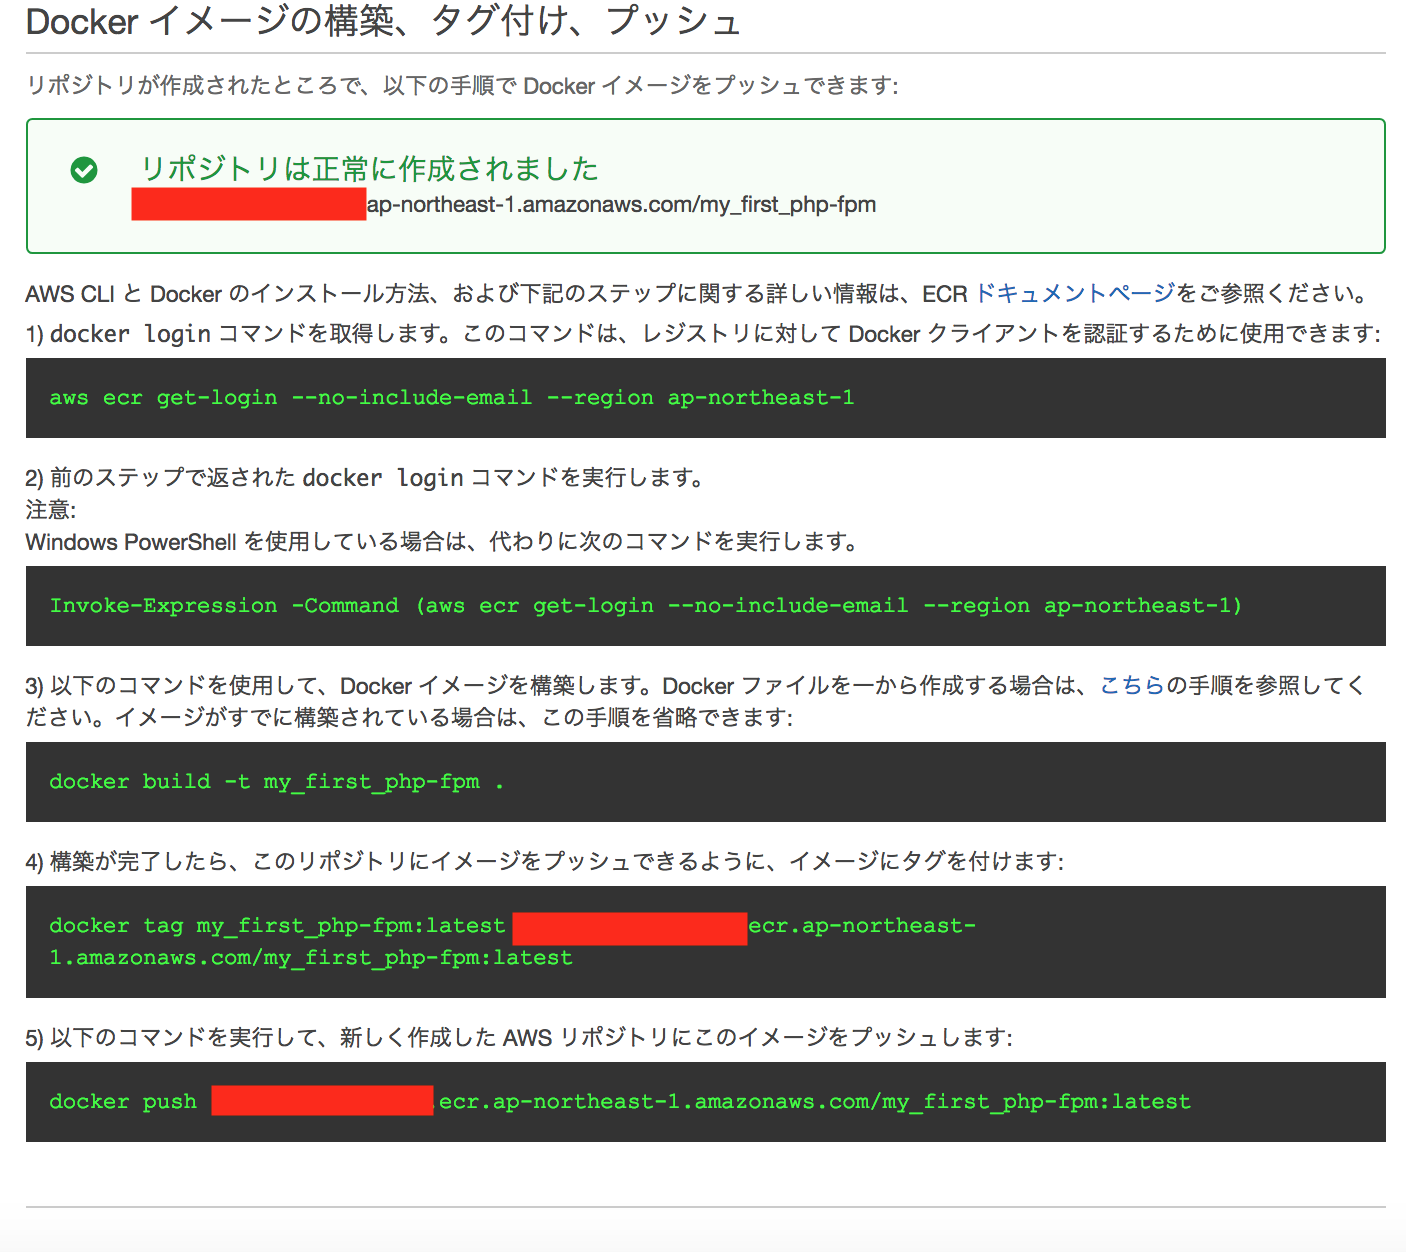 Docker イメージの構築、タグ付け、プッシュ
リポジトリが作成されたところで、以下の手順で Docker イメージをプッシュできます:
リポジトリは正常に作成されました
ap-northeast-1.amazonaws.com/my_first_php-fpm
AWS CLI と Docker のインストール方法、および下記のステップに関する詳しい情報は、ECR ドキュメントページをご参照ください。
1) docker login コマンドを取得します。このコマンドは、レジストリに対して Docker クライアントを認証するために使用できます:
aws ecr get-login --no-include-email --region ap-northeast-1
2) 前のステップで返された docker login コマンドを実行します。
注意:
Windows PowerShell を使用している場合は、代わりに次のコマンドを実行します。
Invoke-Expression -Command (aws ecr get-login --no-include-email --region ap-northeast-1)
3) 以下のコマンドを使用して、Docker イメージを構築します。Docker ファイルを一から作成する場合は、こちらの手順を参照してく
ださい。イメージがすでに構築されている場合は、この手順を省略できます:
docker build -t my_first_php-fpm .
4) 構築が完了したら、このリポジトリにイメージをプッシュできるように、イメージにタグを付けます:
docker tag my_first_php-fpm:latest ecr.ap-northeast-
1.amazonaws.com/my_first_php-fpm:latest
5) 以下のコマンドを実行して、新しく作成した AWS リポジトリにこのイメージをプッシュします:
docker push .ecr.ap-northeast-1.amazonaws.com/my_first_php-fpm:latest